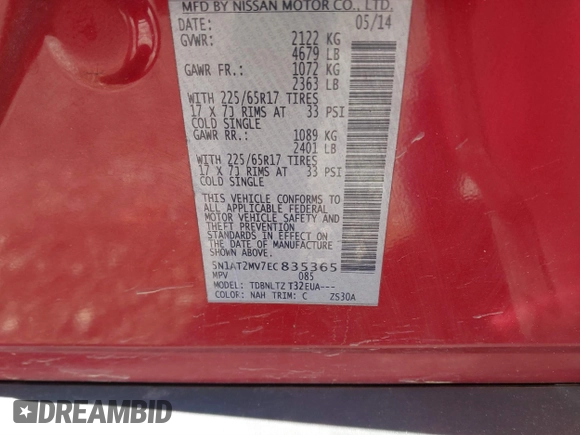 MFD BY NISSAN MOTOR CO., LTD.
DATE: 05/14
GVWR: 2122 KG
4679 LB
GAWR FR.: 1072 KG
2363 LB
WITH 225/65R17 TIRES
17 X 7J RIMS AT 33 PSI
COLD SINGLE
GAWR RR.: 1089 KG
2401 LB
WITH 225/65R17 TIRES
17 X 7J RIMS AT 33 PSI
COLD SINGLE
THIS VEHICLE CONFORMS TO
ALL APPLICABLE FEDERAL
MOTOR VEHICLE SAFETY AND
THEFT PREVENTION
STANDARDS IN EFFECT ON
THE DATE OF MANUFACTURE
SHOWN ABOVE.
5N1AT2MV7EC835365
MPV 085
MODEL: TDBNLTZ T32EUA---
COLOR: NAH TRIM: C ZS30A
DREAMBID